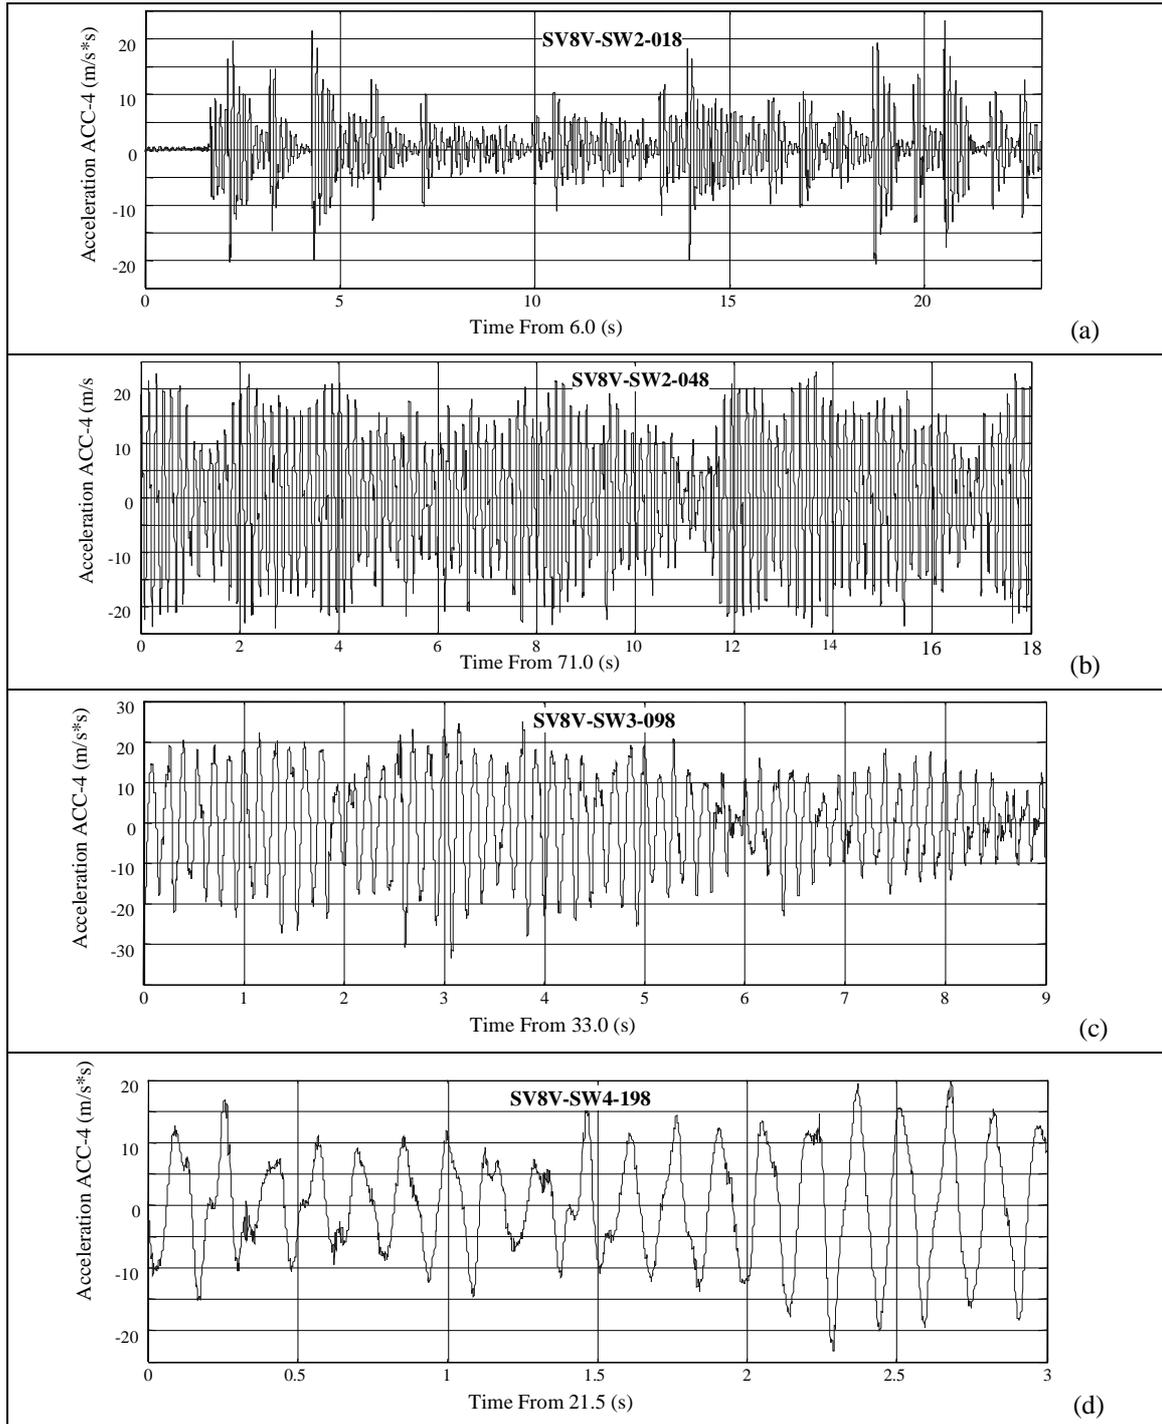 SV8V-SW2-018
Acceleration ACC-4 (m/s*s)
20
10
0
-10
-20
0 5 10 15 20
Time From 6.0 (s)
(a)
SV8V-SW2-048
Acceleration ACC-4 (m/s
20
10
0
-10
-20
0 2 4 6 8 10 12 14 16 18
Time From 71.0 (s)
(b)
SV8V-SW3-098
Acceleration ACC-4 (m/s*s)
30
20
10
0
-10
-20
-30
0 1 2 3 4 5 6 7 8 9
Time From 33.0 (s)
(c)
SV8V-SW4-198
Acceleration ACC-4 (m/s*s)
20
10
0
-10
-20
0 0.5 1 1.5 2 2.5 3
Time From 21.5 (s)
(d)